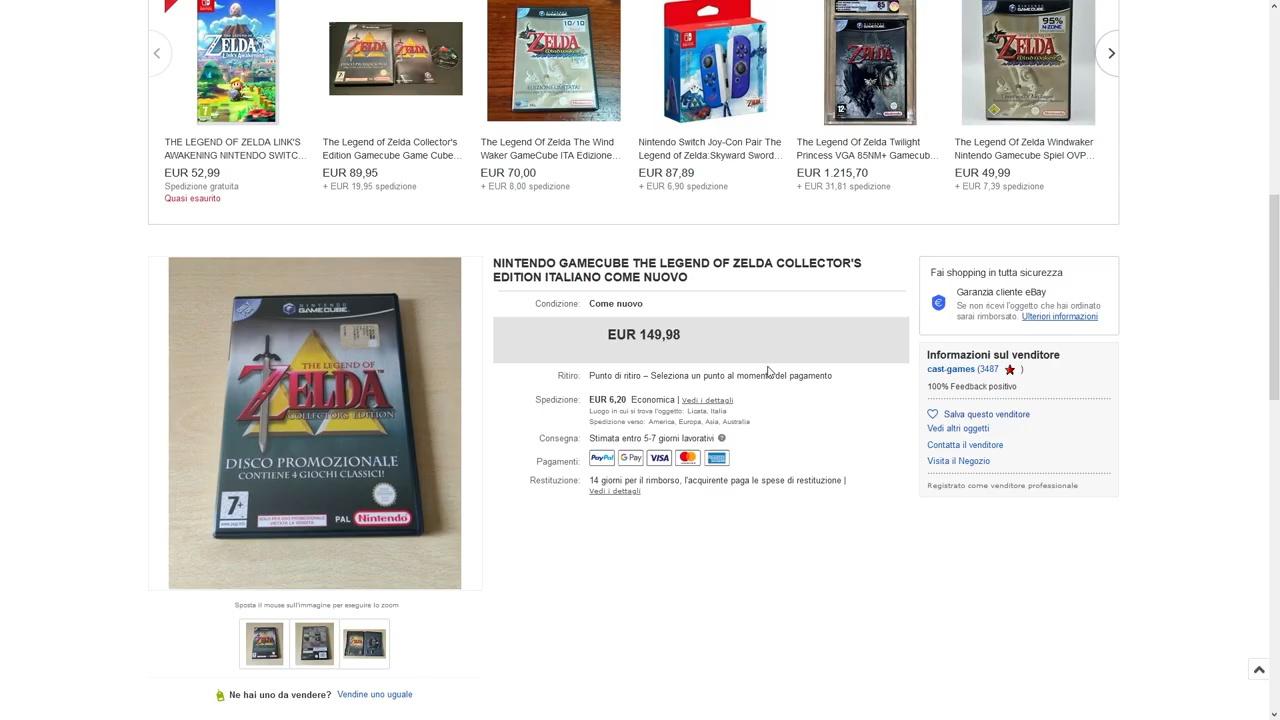 THE LEGEND OF ZELDA LINK'S
AWAKENING NINTENDO SWITC...
EUR 52,99
Spedizione gratuita
Quasi esaurito
The Legend of Zelda Collector's
Edition Gamecube Game Cube...
EUR 89,95
+ EUR 19,95 spedizione
The Legend Of Zelda The Wind
Waker GameCube ITA Edizione...
EUR 70,00
+ EUR 8,00 spedizione
Nintendo Switch Joy-Con Pair The
Legend of Zelda Skyward Sword...
EUR 87,89
+ EUR 6,90 spedizione
The Legend Of Zelda Twilight
Princess VGA 85NM+ Gamecub...
EUR 1.215,70
+ EUR 31,81 spedizione
The Legend Of Zelda Windwaker
Nintendo Gamecube Spiel OVP...
EUR 49,99
+ EUR 7,39 spedizione
NINTENDO GAMECUBE THE LEGEND OF ZELDA COLLECTOR'S
EDITION ITALIANO COME NUOVO
Condizione: Come nuovo
EUR 149,98
Ritiro: Punto di ritiro – Seleziona un punto al momento del pagamento
Spedizione: EUR 6,20 Economica | Vedi i dettagli
Luogo in cui si trova l'oggetto: Licata, Italia
Spedizione verso: America, Europa, Asia, Australia
Consegna: Stimata entro 5-7 giorni lavorativi
Pagamenti: PayPal G Pay VISA
Restituzione: 14 giorni per il rimborso, l'acquirente paga le spese di restituzione |
Vedi i dettagli
Fai shopping in tutta sicurezza
Garanzia cliente eBay
Se non ricevi l'oggetto che hai ordinato
sarai rimborsato. Ulteriori informazioni
Informazioni sul venditore
cast-games (3487 )
100% Feedback positivo
Salva questo venditore
Vedi altri oggetti
Contatta il venditore
Visita il Negozio
Registrato come venditore professionale
NINTENDO
GAMECUBE
THE LEGEND OF
ZELDA
COLLECTOR'S EDITION
DISCO PROMOZIONALE
CONTIENE 4 GIOCHI CLASSICI!
7+
PAL
Nintendo
Sposta il mouse sull'immagine per eseguire lo zoom
Ne hai uno da vendere? Vendine uno uguale